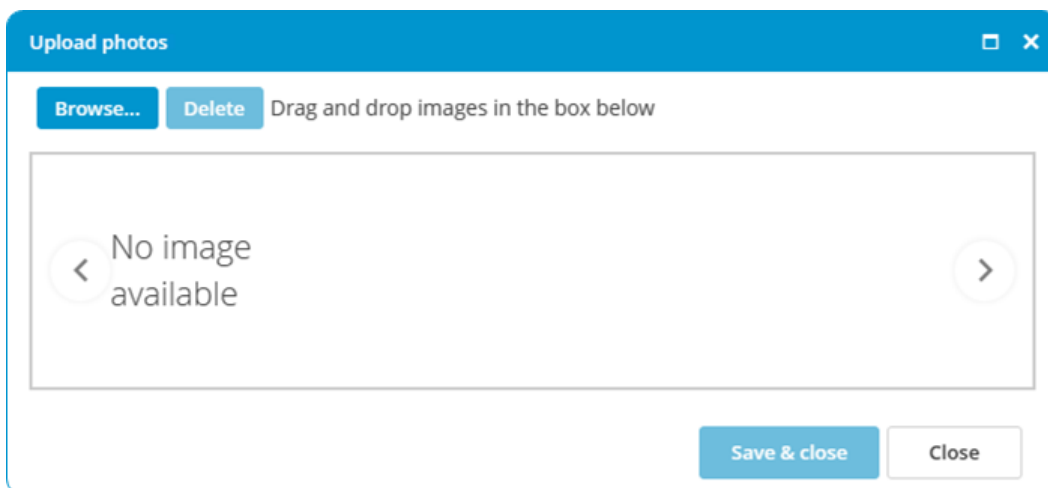 Upload photos
Browse... Delete Drag and drop images in the box below
No image
available
Save & close Close